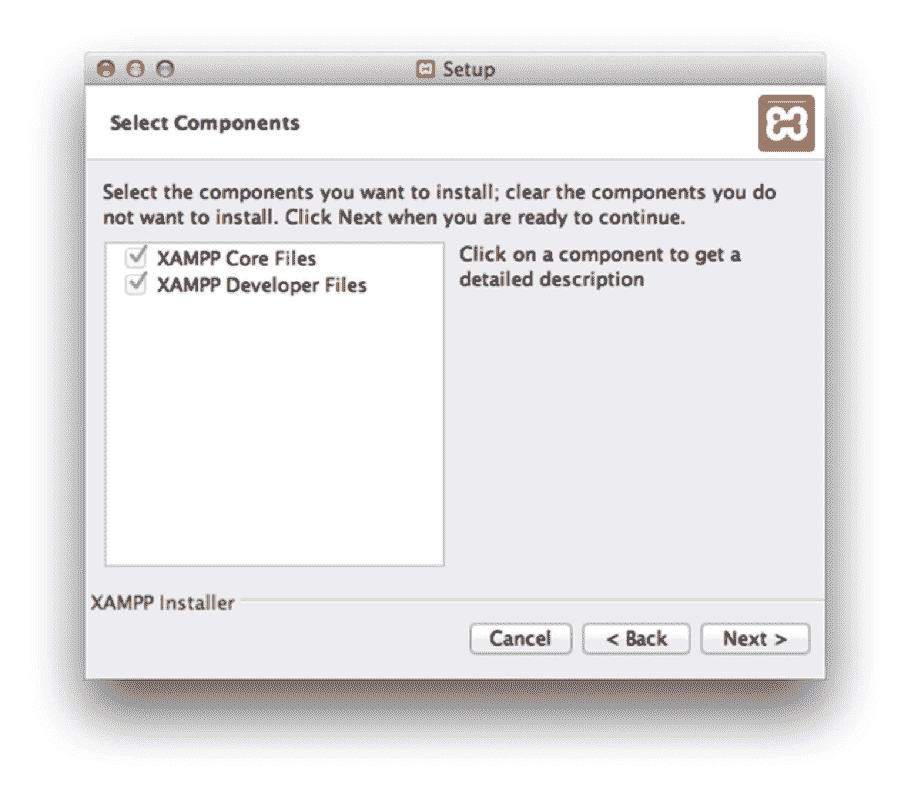 Setup
Select Components
Select the components you want to install; clear the components you do
not want to install. Click Next when you are ready to continue.
XAMPP Core Files
XAMPP Developer Files
Click on a component to get a
detailed description
XAMPP Installer
Cancel
< Back
Next >